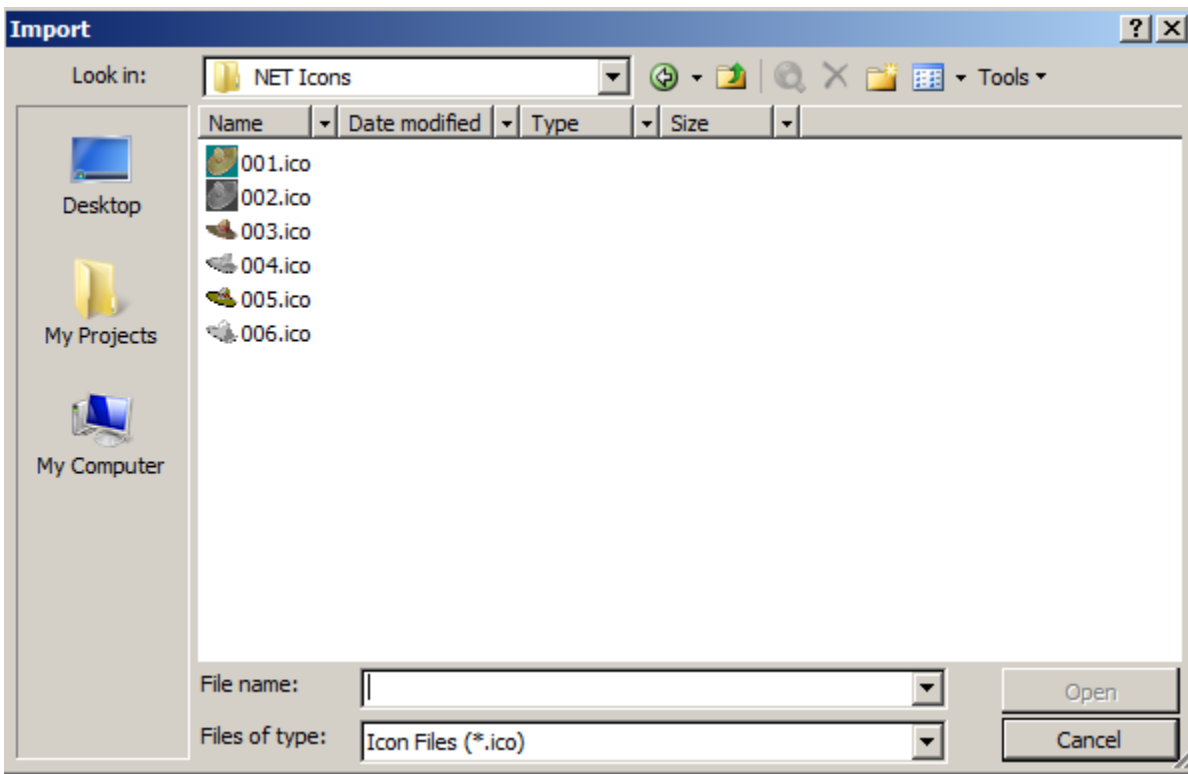 Import
Look in:
NET Icons
Tools
Name Date modified Type Size
001.ico
002.ico
003.ico
004.ico
005.ico
006.ico
Desktop
My Projects
My Computer
File name:
Open
Files of type:
Icon Files (*.ico)
Cancel